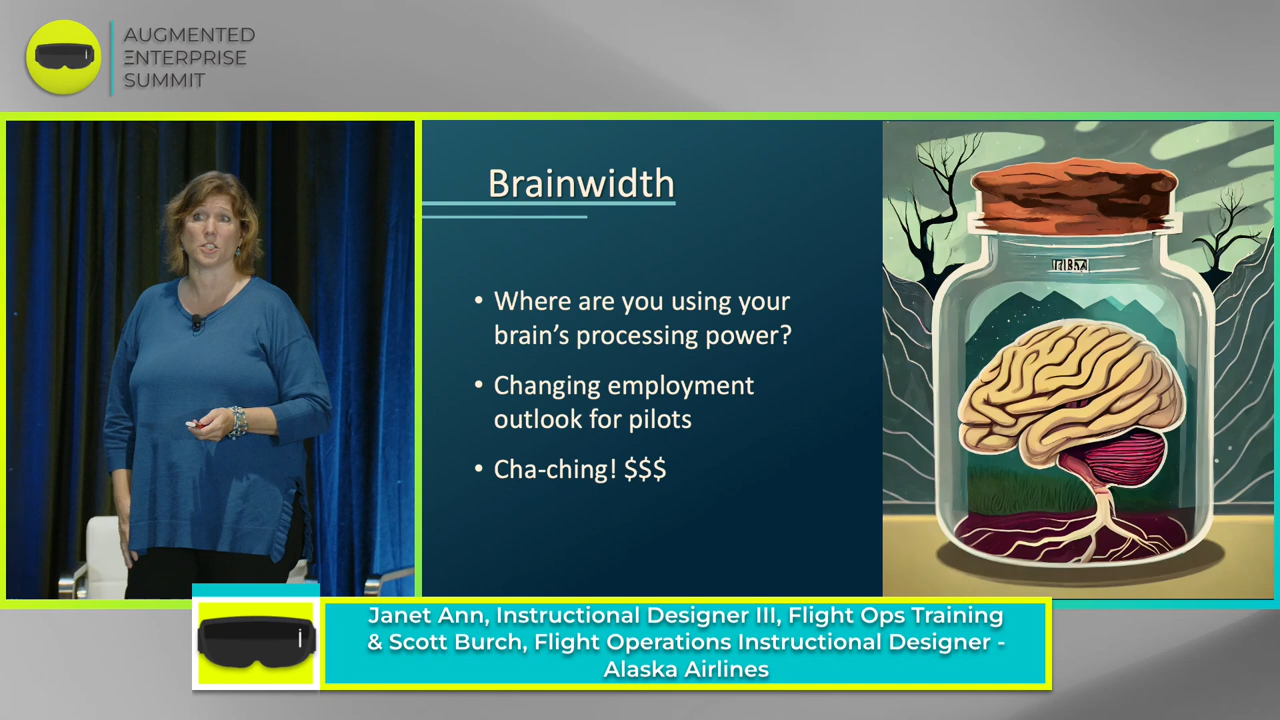 AUGMENTED
ENTERPRISE
SUMMIT
Brainwidth
• Where are you using your
brain's processing power?
• Changing employment
outlook for pilots
• Cha-ching! $$$
Janet Ann, Instructional Designer III, Flight Ops Training
& Scott Burch, Flight Operations Instructional Designer -
Alaska Airlines